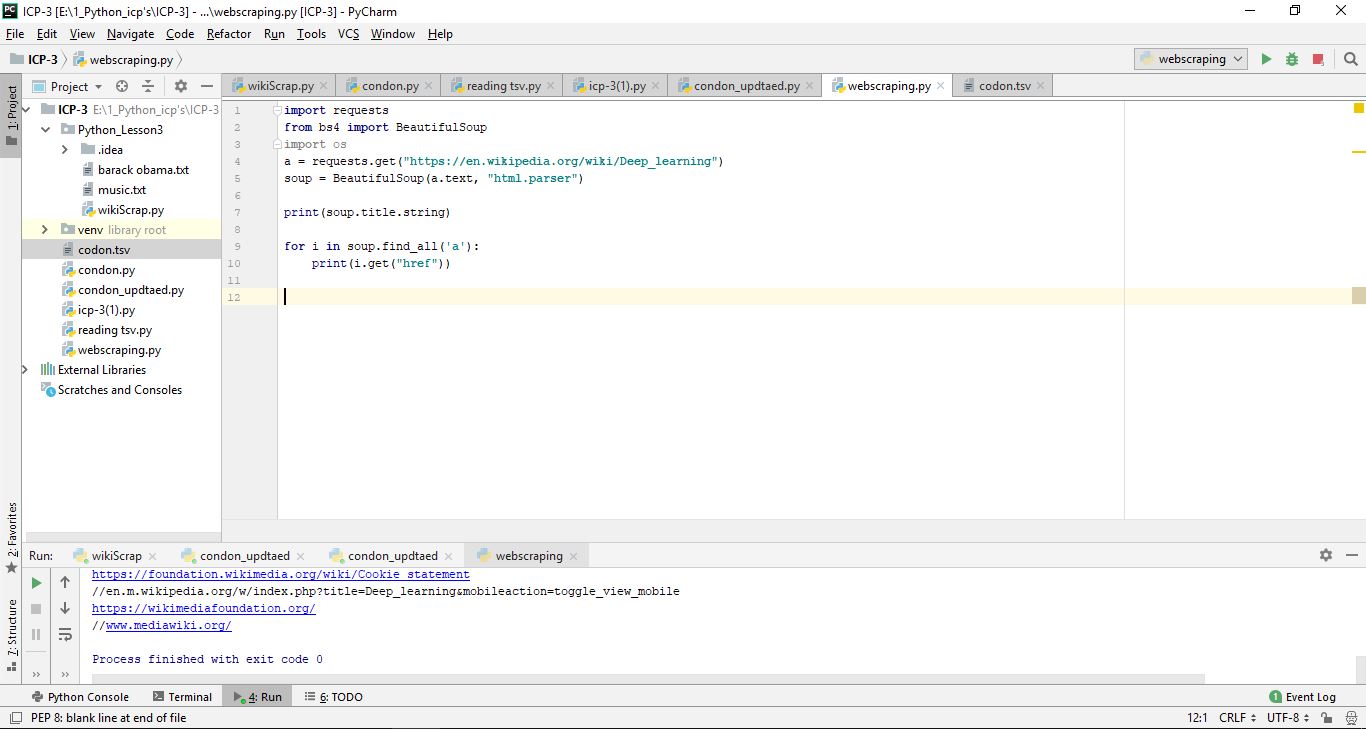 ICP-3 [E:\1_Python_icp's\ICP-3] - ...\webscraping.py [ICP-3] - PyCharm
File Edit View Navigate Code Refactor Run Tools VCS Window Help
ICP-3 webscraping.py webscraping
Project
wikiScrap.py condon.py reading tsv.py icp-3(1).py condon_updtaed.py webscraping.py codon.tsv
1: Project
ICP-3 E:\1_Python_icp's\ICP-3
Python_Lesson3
.idea
barack obama.txt
music.txt
wikiScrap.py
venv library root
codon.tsv
condon.py
condon_updtaed.py
icp-3(1).py
reading tsv.py
webscraping.py
External Libraries
Scratches and Consoles
1 import requests
2 from bs4 import BeautifulSoup
3 import os
4 a = requests.get("https://en.wikipedia.org/wiki/Deep_learning")
5 soup = BeautifulSoup(a.text, "html.parser")
6
7 print(soup.title.string)
8
9 for i in soup.find_all('a'):
10 print(i.get("href"))
11
12
2: Favorites
7: Structure
Run: wikiScrap condon_updtaed condon_updtaed webscraping
https://foundation.wikimedia.org/wiki/Cookie_statement
//en.m.wikipedia.org/w/index.php?title=Deep_learning&mobileaction=toggle_view_mobile
https://wikimediafoundation.org/
//www.mediawiki.org/
Process finished with exit code 0
Python Console Terminal 4: Run 6: TODO 1 Event Log
PEP 8: blank line at end of file 12:1 CRLF UTF-8